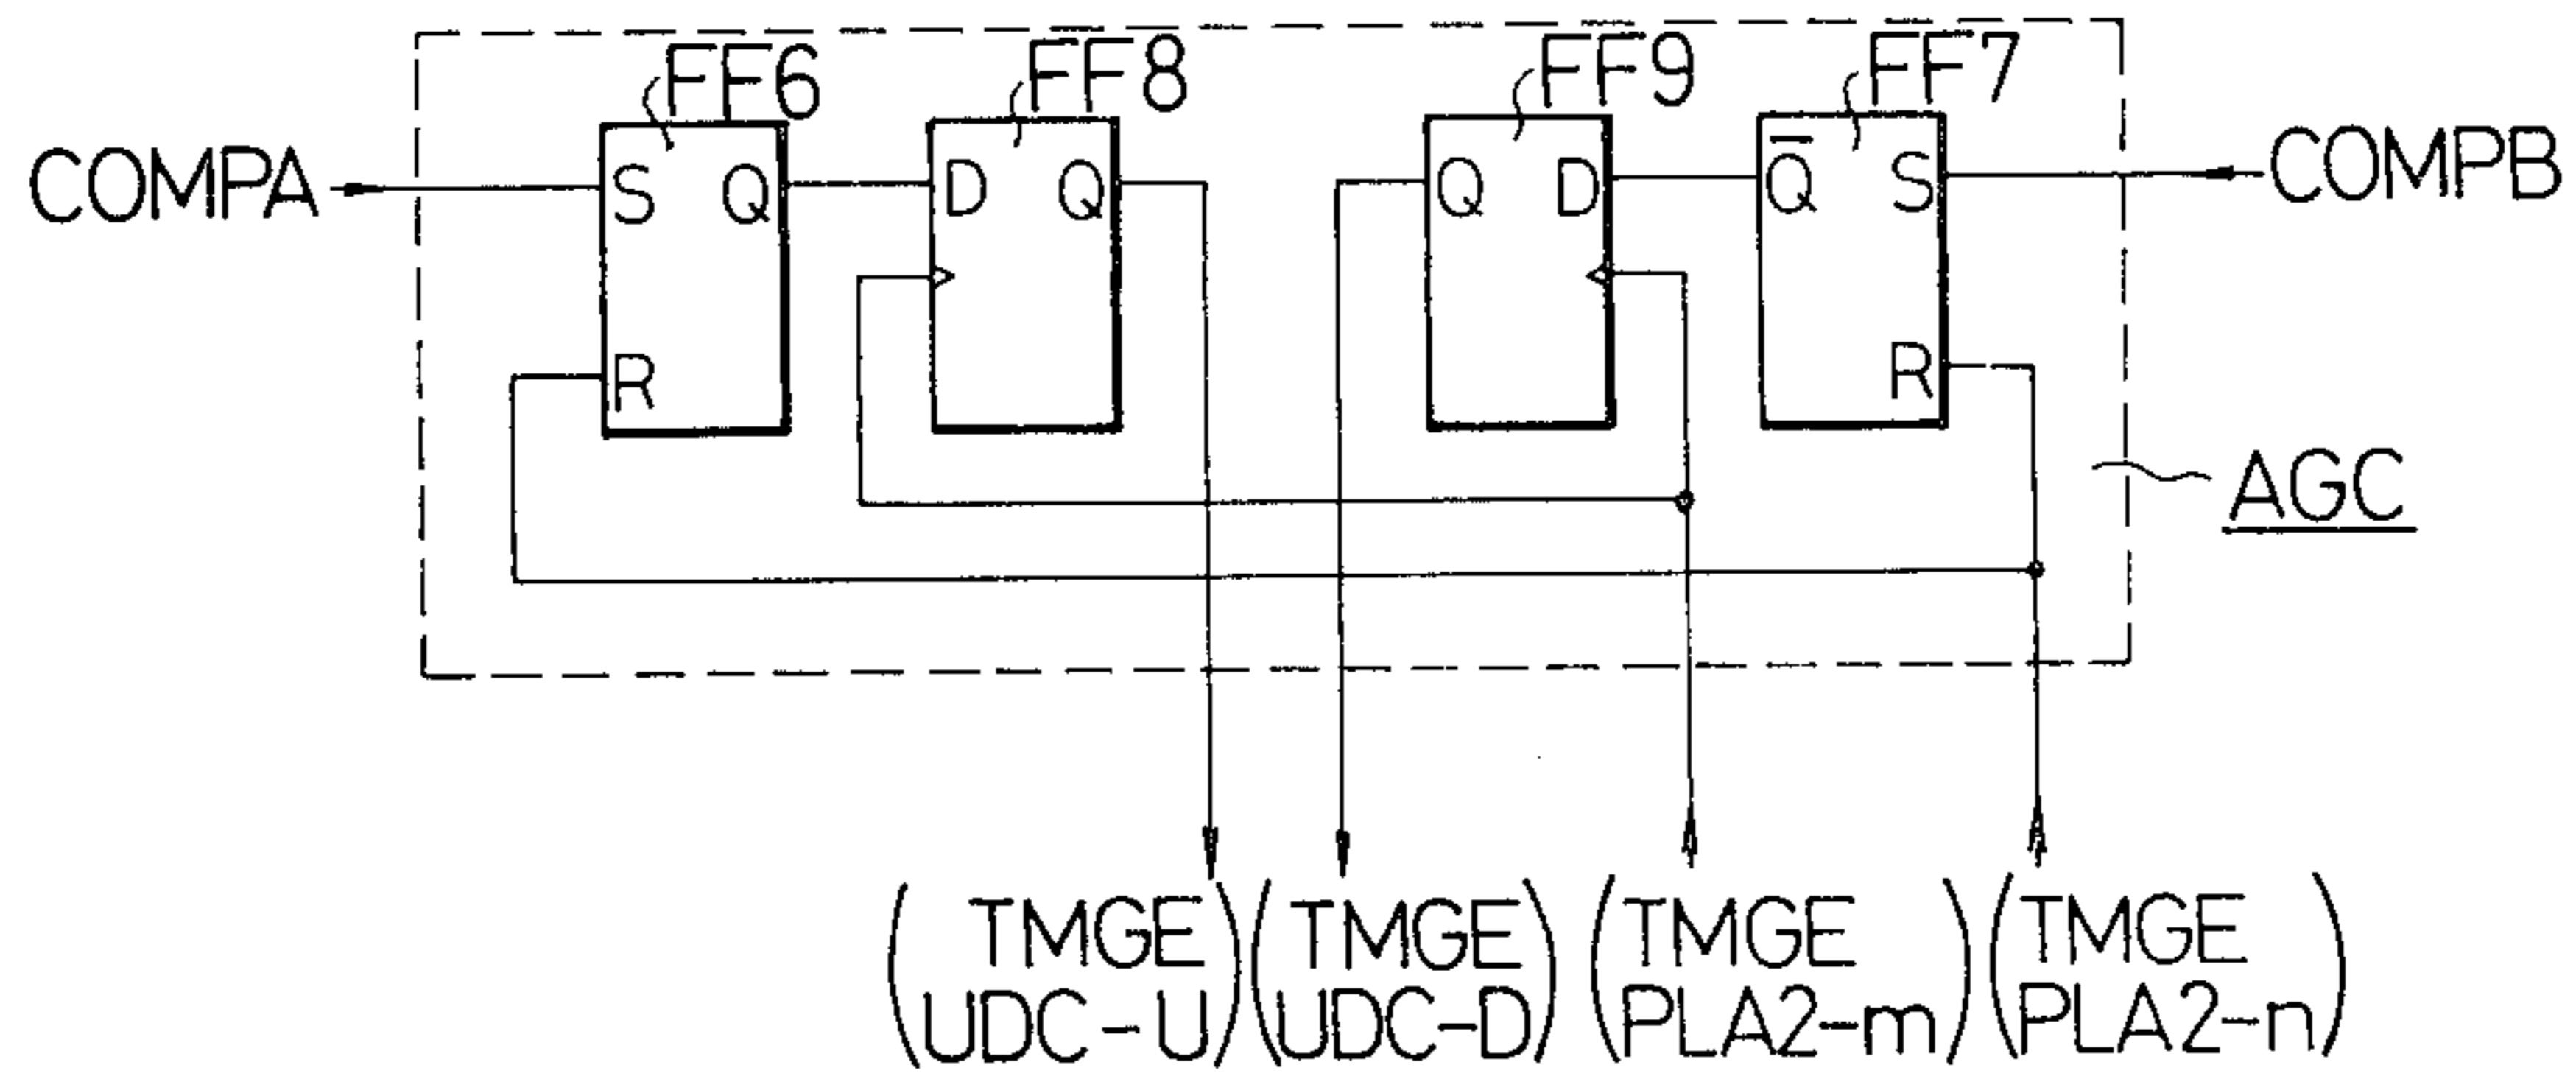 FF6
FF8
FF9
FF7
COMPA
S
Q
D
Q
Q
D
Q̅
S
COMPB
R
R
AGC
(TMGE
UDC-U)
(TMGE
UDC-D)
(TMGE
PLA2-m)
(TMGE
PLA2-n)